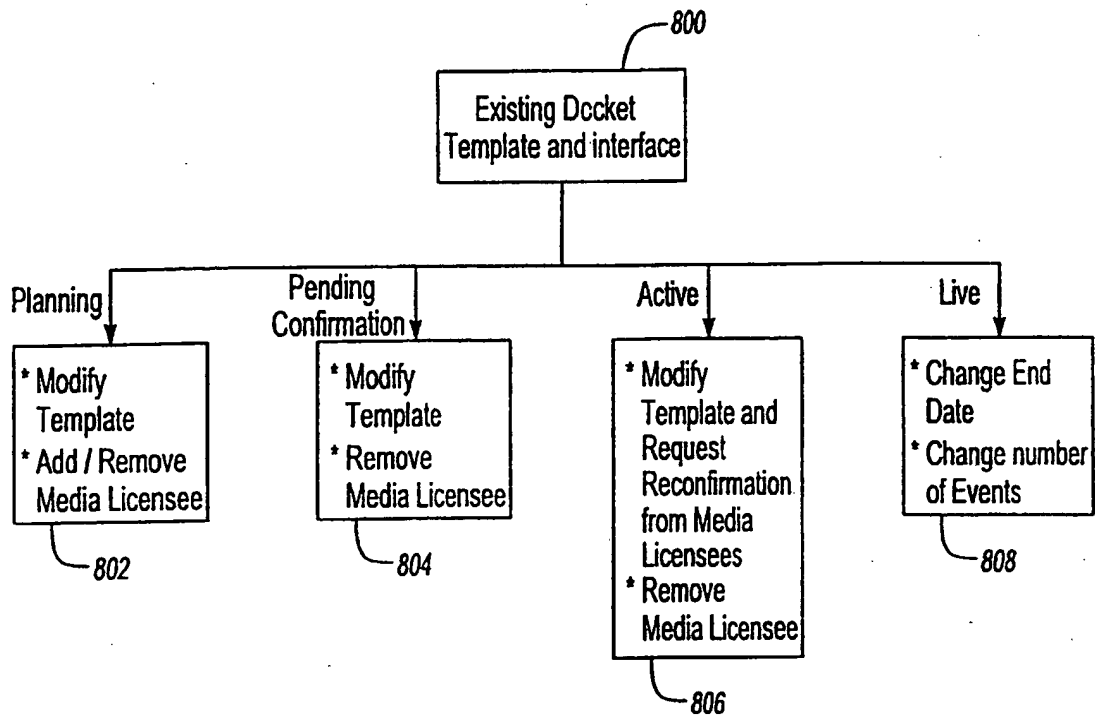 800
Existing Dccket
Template and interface
Planning
Pending
Confirmation
Active
Live
* Modify
Template
* Add / Remove
Media Licensee
802
* Modify
Template
* Remove
Media Licensee
804
* Modify
Template and
Request
Reconfirmation
from Media
Licensees
* Remove
Media Licensee
806
* Change End
Date
* Change number
of Events
808